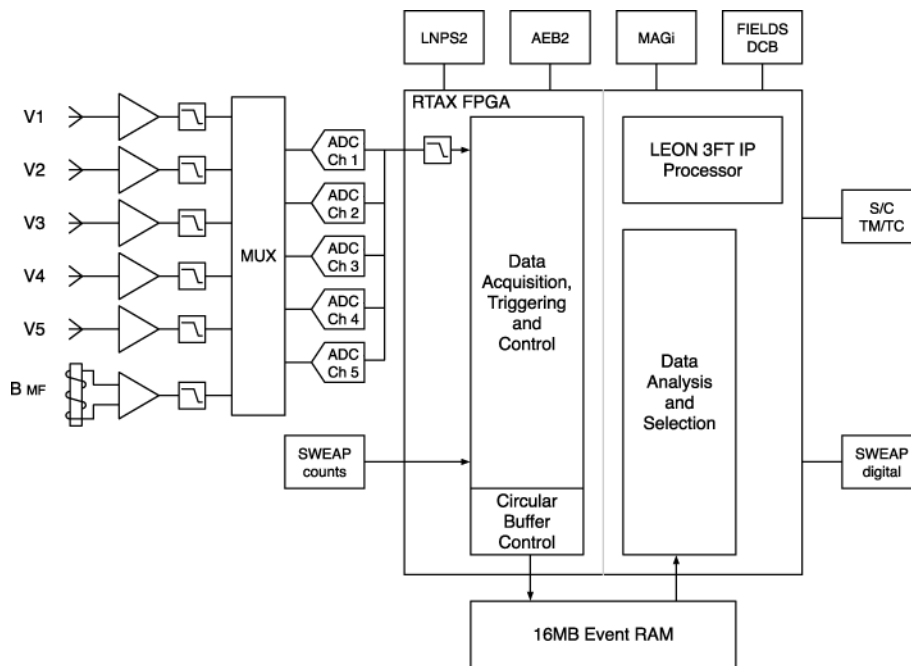 LNPS2
AEB2
MAGi
FIELDS
DCB
RTAX FPGA
V1
V2
V3
V4
V5
B MF
MUX
ADC
Ch 1
ADC
Ch 2
ADC
Ch 3
ADC
Ch 4
ADC
Ch 5
SWEAP
counts
Data
Acquisition,
Triggering
and
Control
Circular
Buffer
Control
LEON 3FT IP
Processor
Data
Analysis
and
Selection
S/C
TM/TC
SWEAP
digital
16MB Event RAM